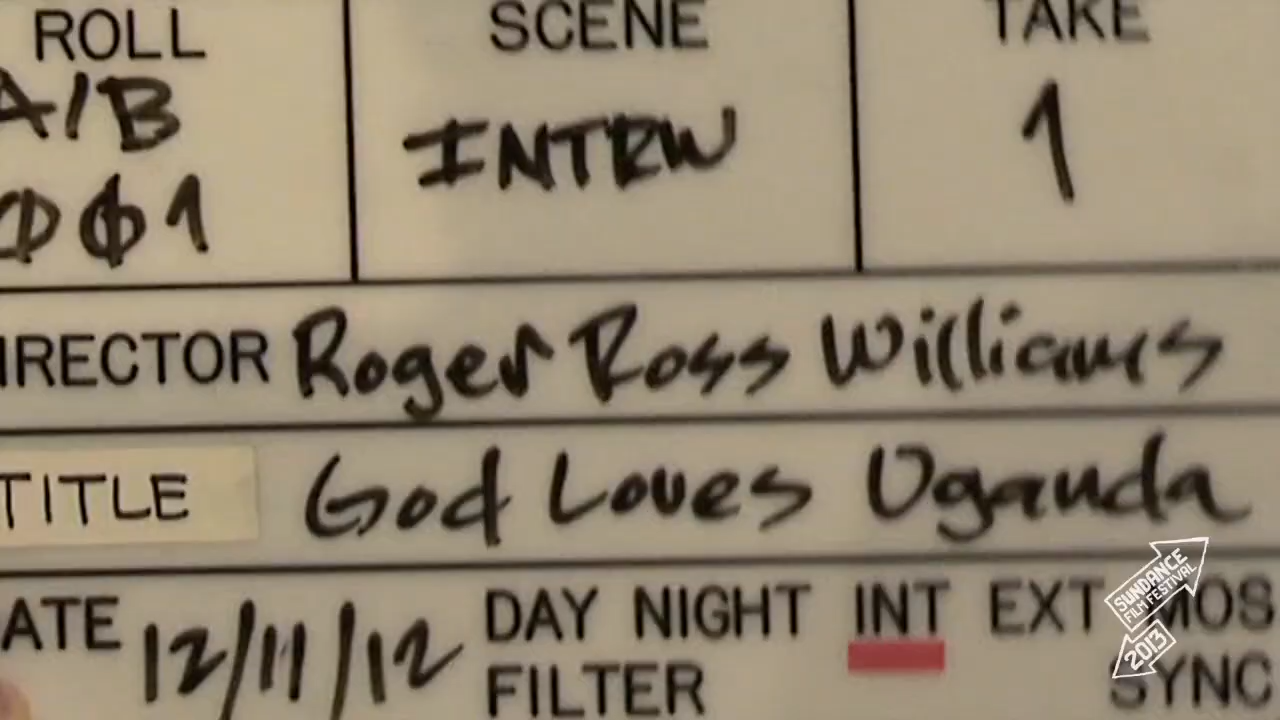 ROLL SCENE TAKE
A/B INTRW 1
001
IRECTOR Roger Ross Williams
TITLE God Loves Uganda
ATE 12/11/12 DAY NIGHT INT EXT MOS
FILTER SYNC
SUNDANCE
FILM FESTIVAL
2013